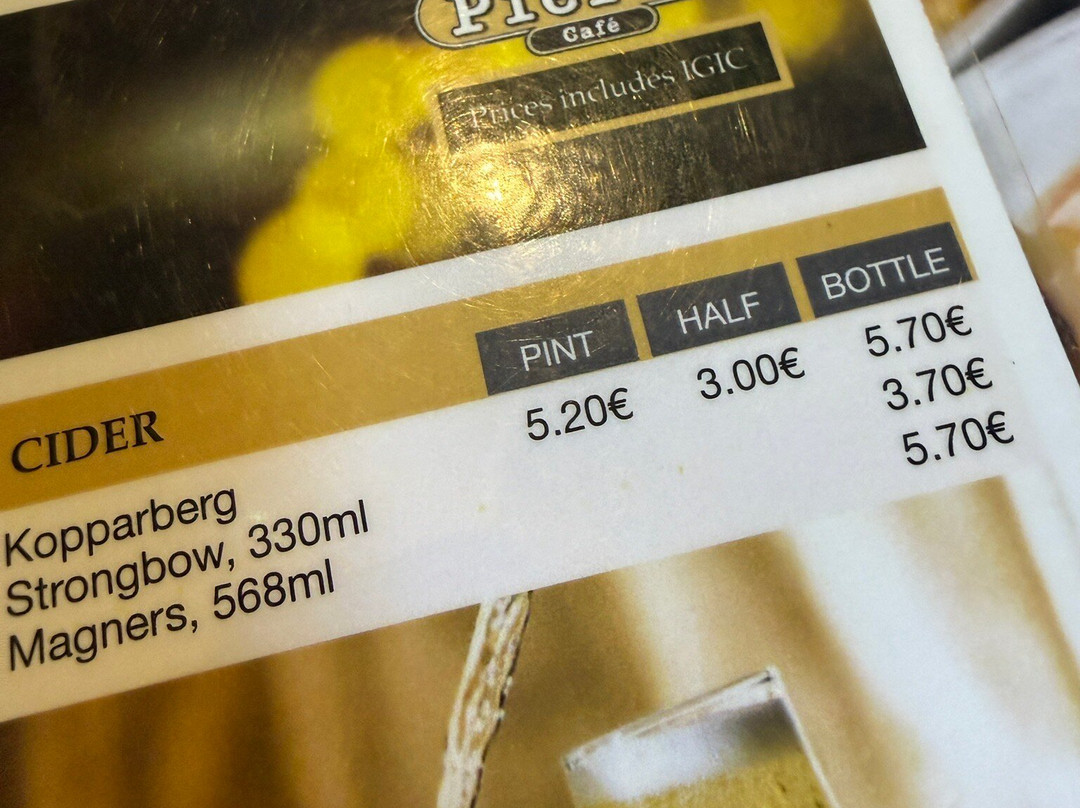 Café
Prices includes IGIC
PINT HALF BOTTLE
CIDER
Kopparberg 5.20€ 3.00€ 5.70€
Strongbow, 330ml 3.70€
Magners, 568ml 5.70€